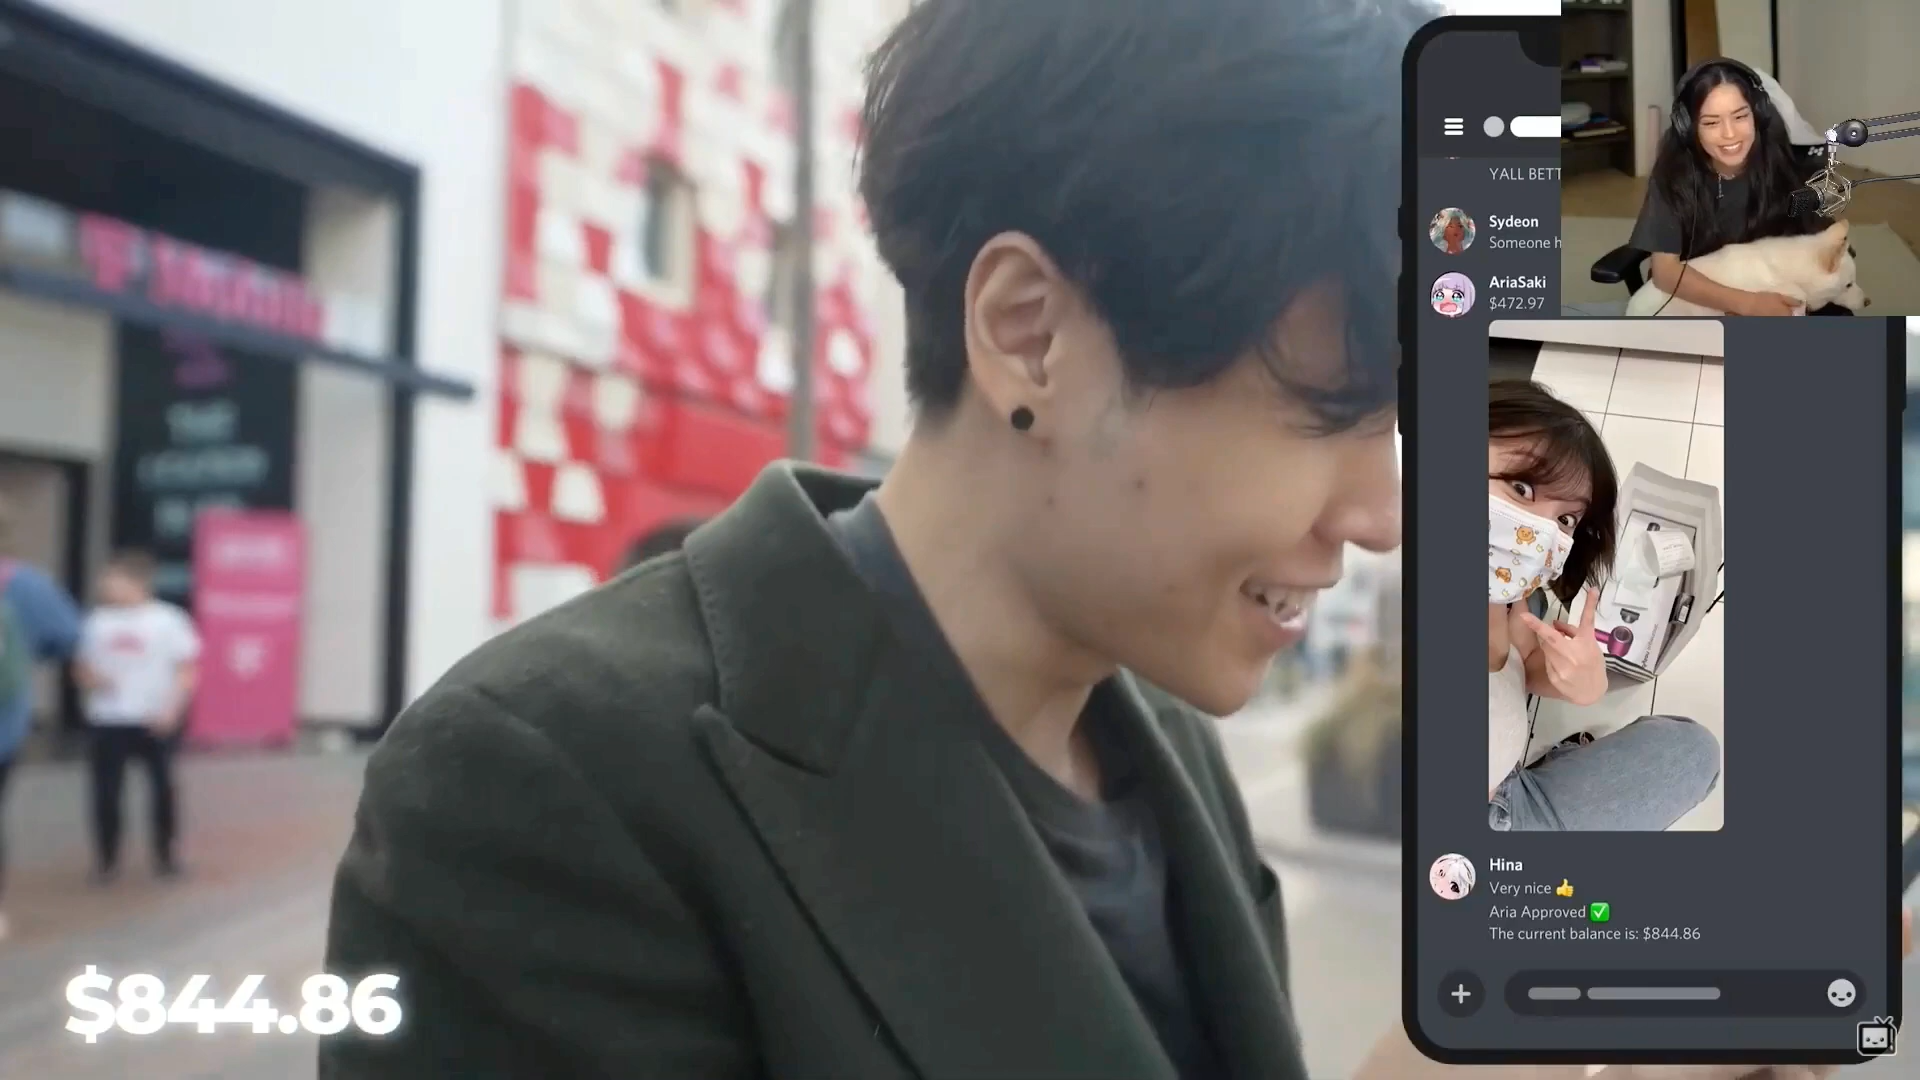 YALL BETT
Sydeon
Someone h
AriaSaki
$472.97
Hina
Very nice 👍
Aria Approved ✅
The current balance is: $844.86
$844.86